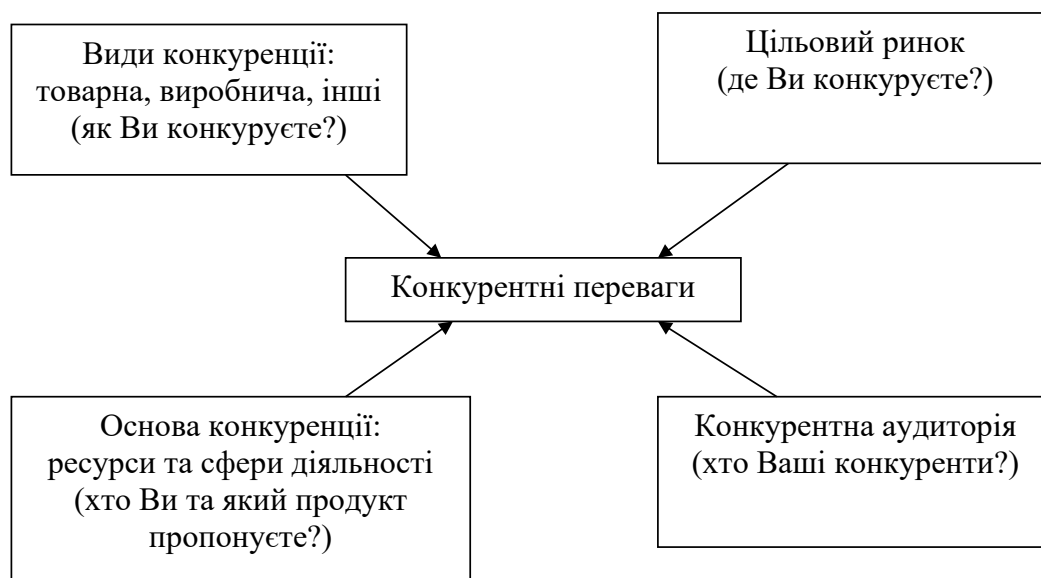 Види конкуренції:
товарна, виробнича, інші
(як Ви конкуруєте?)
Цільовий ринок
(де Ви конкуруєте?)
Конкурентні переваги
Основа конкуренції:
ресурси та сфери діяльності
(хто Ви та який продукт
пропонуєте?)
Конкурентна аудиторія
(хто Ваші конкуренти?)